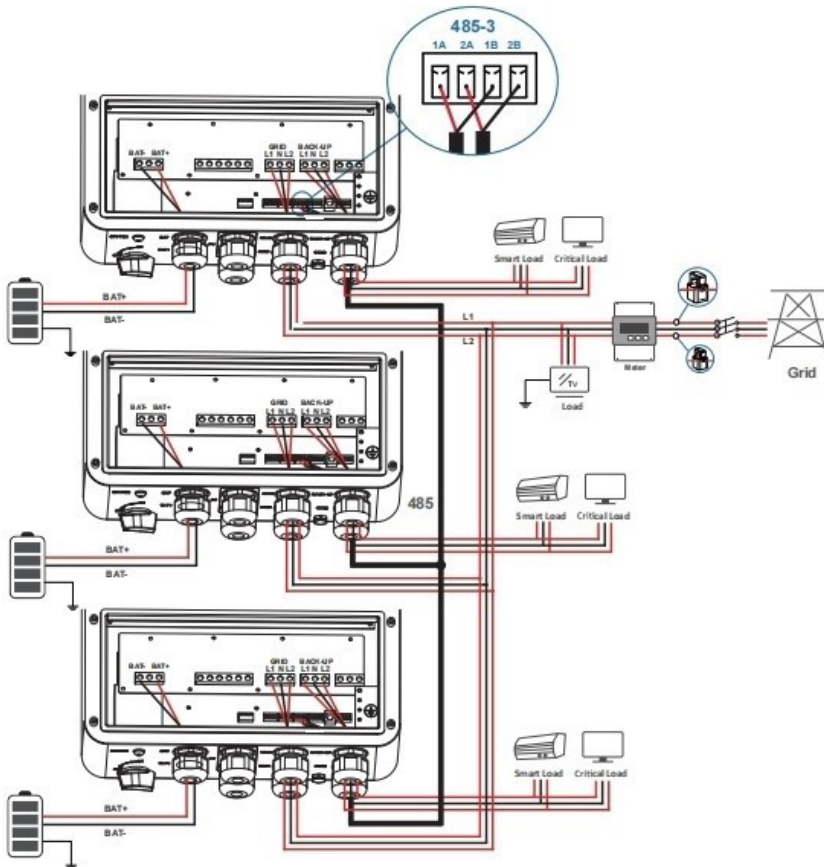 485-3
1A 2A 1B 2B
BAT- BAT+
GRID BACK-UP
L1 N L2 L1 N L2
Smart Load Critical Load
BAT+
BAT-
L1
L2
Meter
Grid
TV
Load
BAT- BAT+
GRID BACK-UP
L1 N L2 L1 N L2
485
Smart Load Critical Load
BAT+
BAT-
BAT- BAT+
GRID BACK-UP
L1 N L2 L1 N L2
Smart Load Critical Load
BAT+
BAT-